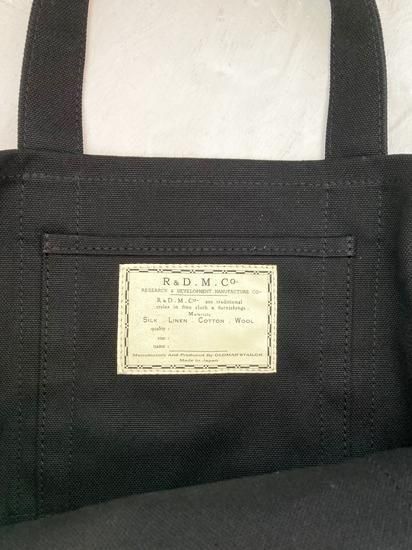 R & D . M . Co-
RESEARCH & DEVELOPMENT MANUFACTURE CO-
R & D . M . Co- are traditional
styles in fine cloth & furnishings.
Materials
SILK . LINEN . COTTON . WOOL
quality :
size :
name :
Manufactory And Produced By OLDMAN'STAILOR
Made in Japan